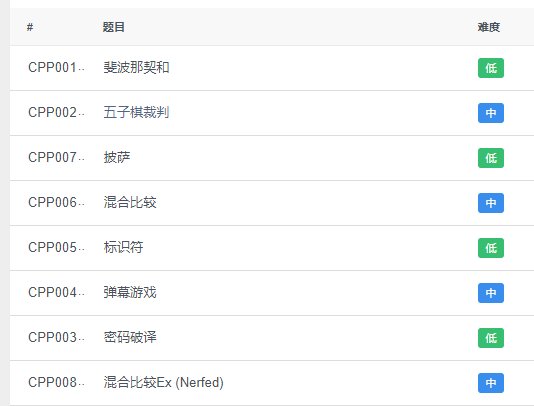 # 题目 难度
CPP001... 斐波那契和 低
CPP002... 五子棋裁判 中
CPP007... 披萨 低
CPP006... 混合比较 中
CPP005... 标识符 低
CPP004... 弹幕游戏 中
CPP003... 密码破译 低
CPP008... 混合比较Ex (Nerfed) 中